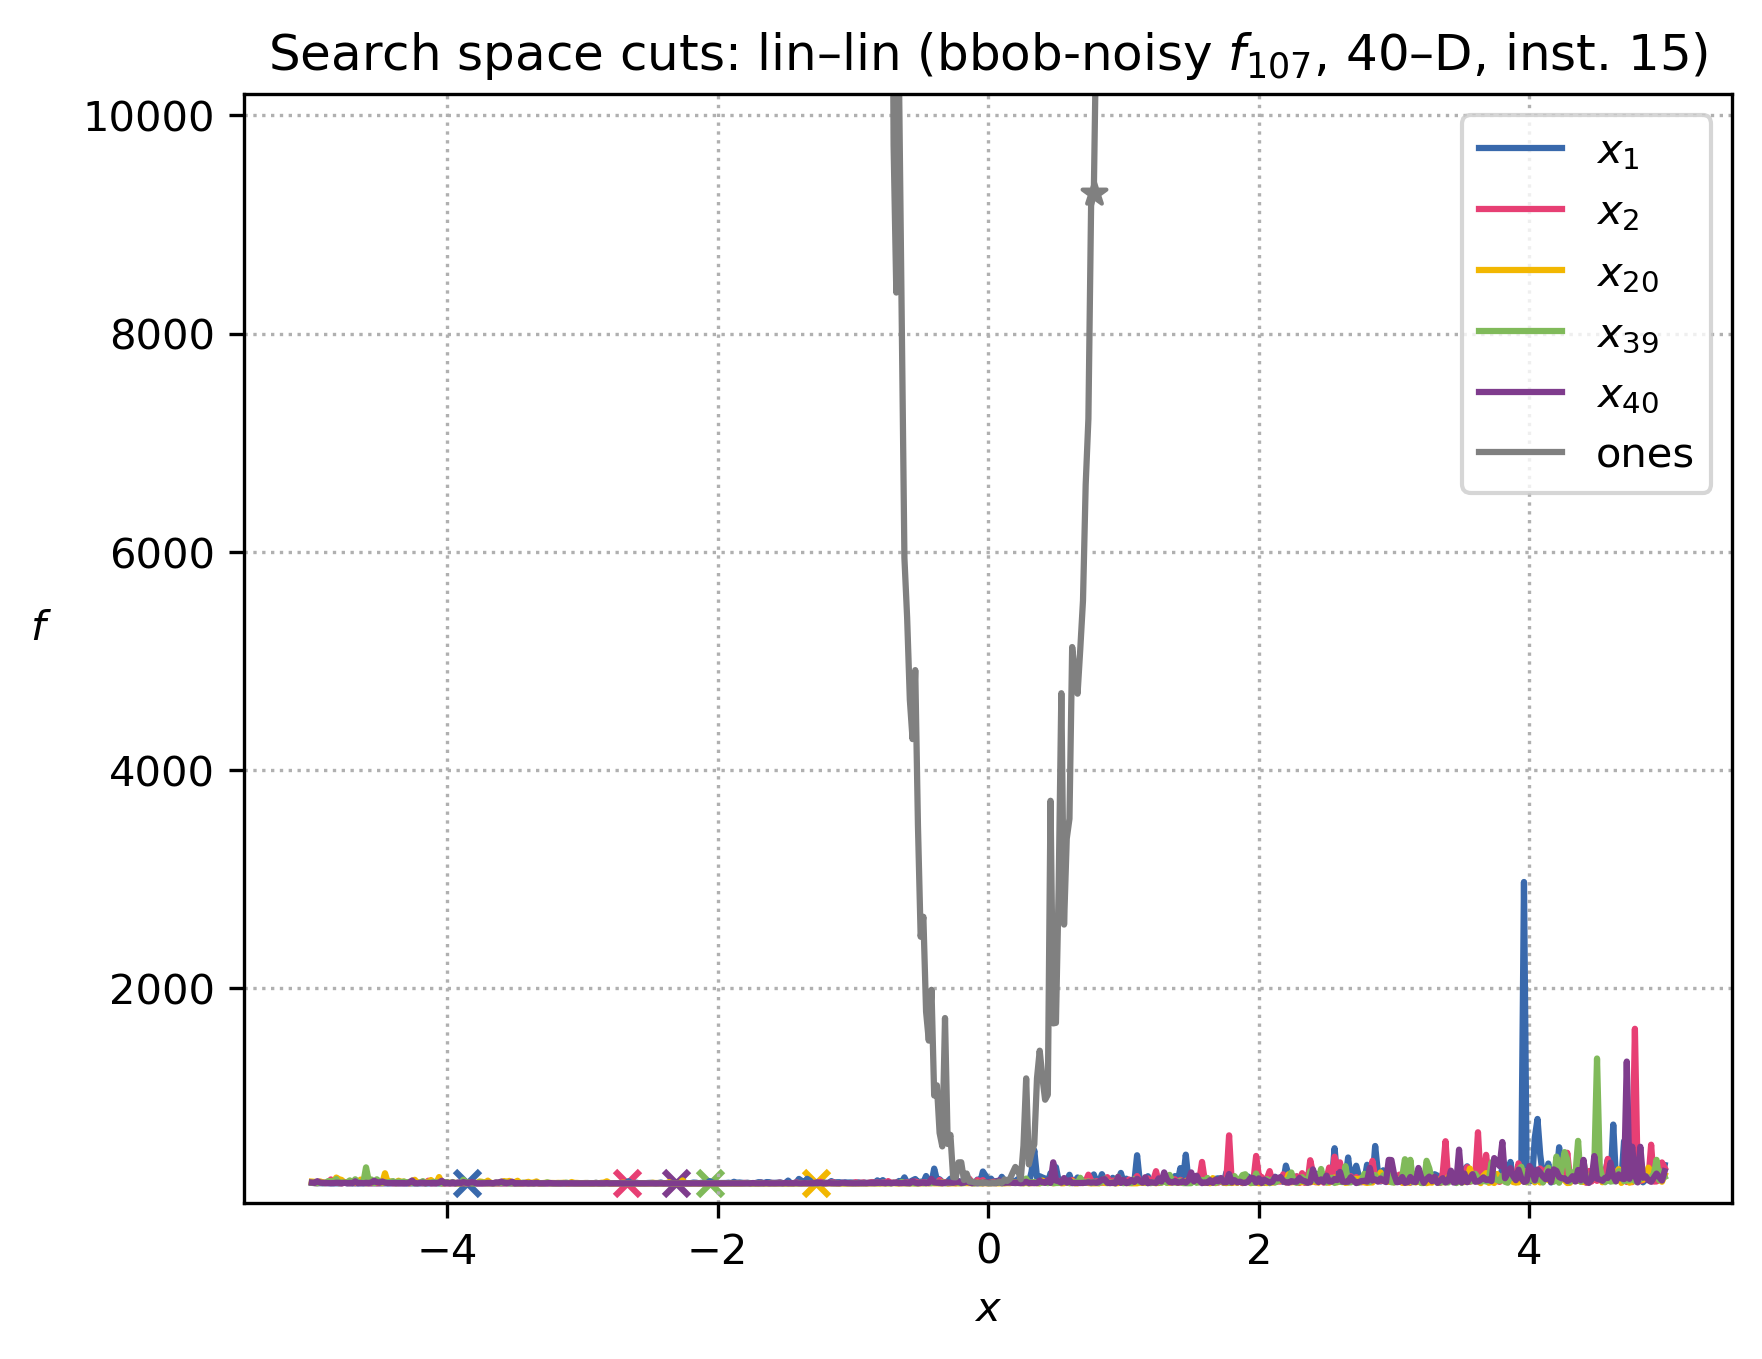 Search space cuts: lin–lin (bbob-noisy f₁₀₇, 40–D, inst. 15)
10000
8000
6000
4000
2000
f
−4
−2
0
2
4
x
x₁
x₂
x₂₀
x₃₉
x₄₀
ones